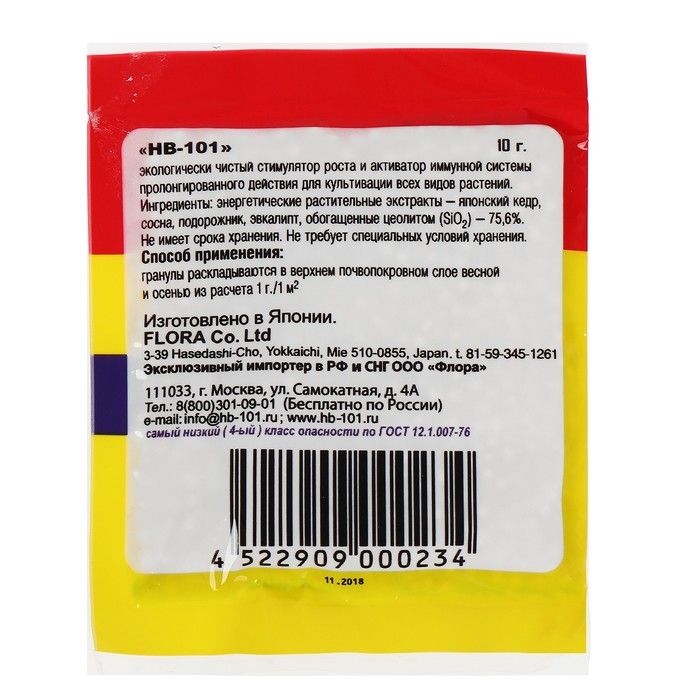 «НВ-101» 10 г.
экологически чистый стимулятор роста и активатор иммунной системы
пролонгированного действия для культивации всех видов растений.
Ингредиенты: энергетические растительные экстракты – японский кедр,
сосна, подорожник, эвкалипт, обогащенные цеолитом (SiO₂) – 75,6%.
Не имеет срока хранения. Не требует специальных условий хранения.
Способ применения:
гранулы раскладываются в верхнем почвопокровном слое весной
и осенью из расчета 1 г./1 м²
Изготовлено в Японии.
FLORA Co. Ltd
3-39 Hasedashi-Cho, Yokkaichi, Mie 510-0855, Japan. t. 81-59-345-1261
Эксклюзивный импортер в РФ и СНГ ООО «Флора»
111033, г. Москва, ул. Самокатная, д. 4А
Тел.: 8(800)301-09-01 (Бесплатно по России)
e-mail: info@hb-101.ru; www.hb-101.ru
самый низкий ( 4-ый ) класс опасности по ГОСТ 12.1.007-76
4 522909 000234
11.2018